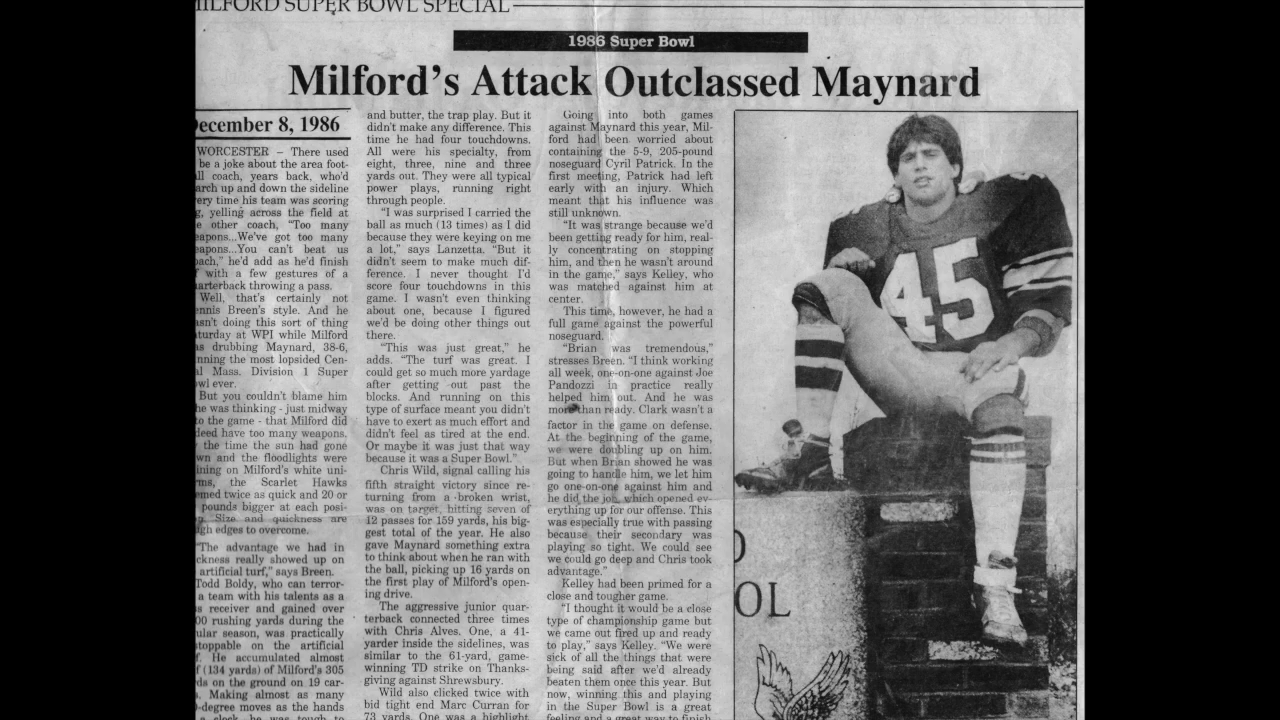 MILFORD SUPER BOWL SPECIAL
1986 Super Bowl
Milford's Attack Outclassed Maynard
December 8, 1986
WORCESTER – There used
be a joke about the area foot-
ll coach, years back, who'd
arch up and down the sideline
ery time his team was scoring
g, yelling across the field at
e other coach, "Too many
eapons...We've got too many
eapons...You can't beat us
oach," he'd add as he'd finish
f with a few gestures of a
uarterback throwing a pass.
Well, that's certainly not
ennis Breen's style. And he
asn't doing this sort of thing
aturday at WPI while Milford
as drubbing Maynard, 38-6,
nning the most lopsided Cen-
al Mass. Division 1 Super
owl ever.
But you couldn't blame him
he was thinking - just midway
to the game - that Milford did
deed have too many weapons.
the time the sun had gone
wn and the floodlights were
ining on Milford's white uni-
rms, the Scarlet Hawks
emed twice as quick and 20 or
pounds bigger at each posi-
n. Size and quickness are
gh edges to overcome.
"The advantage we had in
ckness really showed up on
artificial turf," says Breen.
Todd Boldy, who can terror-
a team with his talents as a
s receiver and gained over
00 rushing yards during the
ular season, was practically
stoppable on the artificial
f. He accumulated almost
f (134 yards) of Milford's 305
ds on the ground on 19 car-
s. Making almost as many
-degree moves as the hands
a clock, he was tough to
and butter, the trap play. But it
didn't make any difference. This
time he had four touchdowns.
All were his specialty, from
eight, three, nine and three
yards out. They were all typical
power plays, running right
through people.
"I was surprised I carried the
ball as much (13 times) as I did
because they were keying on me
a lot," says Lanzetta. "But it
didn't seem to make much dif-
ference. I never thought I'd
score four touchdowns in this
game. I wasn't even thinking
about one, because I figured
we'd be doing other things out
there.
"This was just great," he
adds. "The turf was great. I
could get so much more yardage
after getting out past the
blocks. And running on this
type of surface meant you didn't
have to exert as much effort and
didn't feel as tired at the end.
Or maybe it was just that way
because it was a Super Bowl."
Chris Wild, signal calling his
fifth straight victory since re-
turning from a broken wrist,
was on target, hitting seven of
12 passes for 159 yards, his big-
gest total of the year. He also
gave Maynard something extra
to think about when he ran with
the ball, picking up 16 yards on
the first play of Milford's open-
ing drive.
The aggressive junior quar-
terback connected three times
with Chris Alves. One, a 41-
yarder inside the sidelines, was
similar to the 61-yard, game-
winning TD strike on Thanks-
giving against Shrewsbury.
Wild also clicked twice with
bid tight end Marc Curran for
73 yards. One was a highlight
Going into both games
against Maynard this year, Mil-
ford had been worried about
containing the 5-9, 205-pound
noseguard Cyril Patrick. In the
first meeting, Patrick had left
early with an injury. Which
meant that his influence was
still unknown.
"It was strange because we'd
been getting ready for him, real-
ly concentrating on stopping
him, and then he wasn't around
in the game," says Kelley, who
was matched against him at
center.
This time, however, he had a
full game against the powerful
noseguard.
"Brian was tremendous,"
stresses Breen. "I think working
all week, one-on-one against Joe
Pandozzi in practice really
helped him out. And he was
more than ready. Clark wasn't a
factor in the game on defense.
At the beginning of the game,
we were doubling up on him.
But when Brian showed he was
going to handle him, we let him
go one-on-one against him and
he did the job, which opened ev-
erything up for our offense. This
was especially true with passing
because their secondary was
playing so tight. We could see
we could go deep and Chris took
advantage."
Kelley had been primed for a
close and tougher game.
"I thought it would be a close
type of championship game but
we came out fired up and ready
to play," says Kelley. "We were
sick of all the things that were
being said after we'd already
beaten them once this year. But
now, winning this and playing
in the Super Bowl is a great
feeling and a great way to finish
45
D
OL